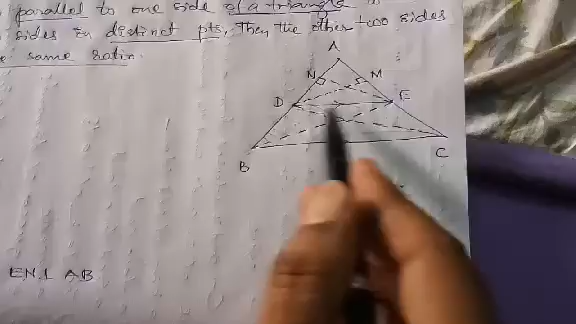 parallel to one side of a triangle
sides in distinct pts, then the other two sides
same ratio.
A
N
M
D
E
B
C
EN ⊥ AB